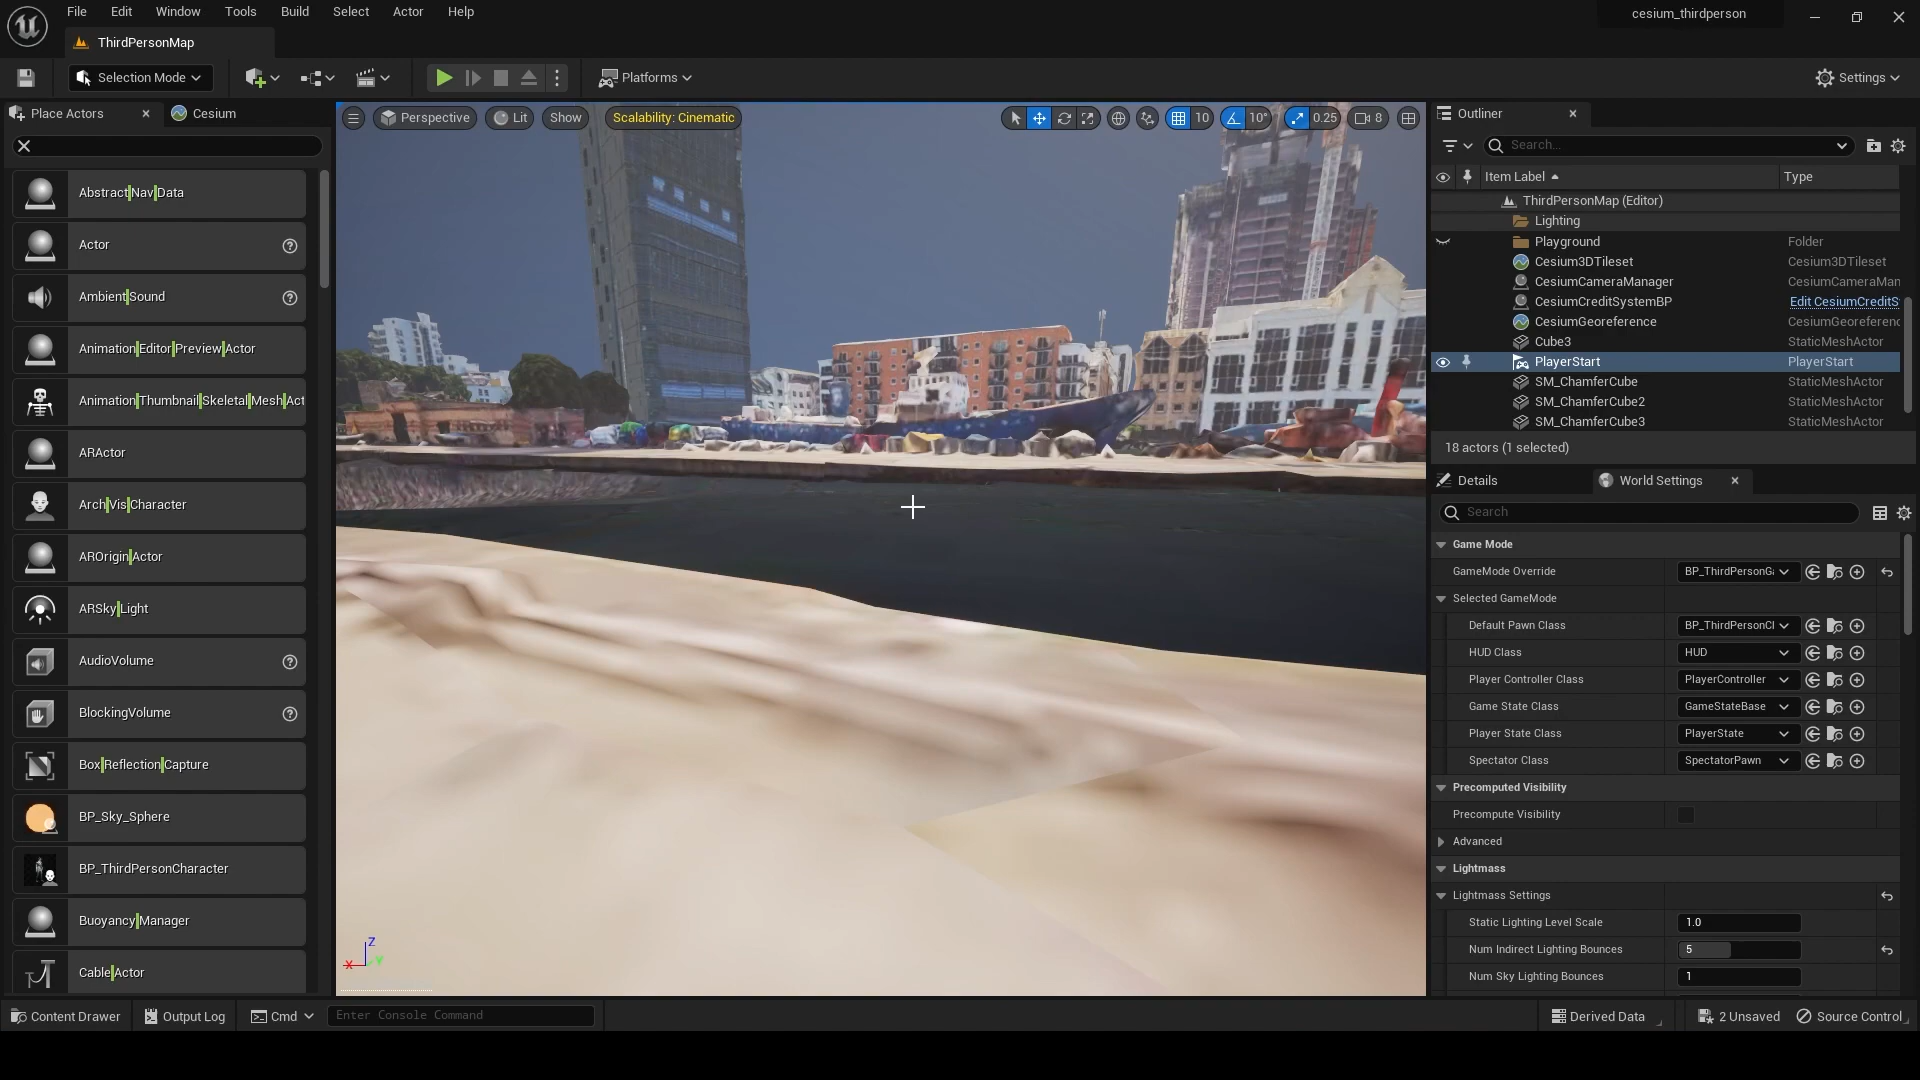 File Edit Window Tools Build Select Actor Help
cesium_thirdperson
ThirdPersonMap
Selection Mode
Platforms
Settings
Place Actors
Cesium
AbstractNavData
Actor
AmbientSound
AnimationEditorPreviewActor
AnimationThumbnailSkeletalMeshAct
ARActor
ArchVisCharacter
AROriginActor
ARSkyLight
AudioVolume
BlockingVolume
BoxReflectionCapture
BP_Sky_Sphere
BP_ThirdPersonCharacter
BuoyancyManager
CableActor
Perspective
Lit
Show
Scalability: Cinematic
10
10°
0.25
8
Z
X
Y
Outliner
Search...
Item Label
Type
ThirdPersonMap (Editor)
Lighting
Playground Folder
Cesium3DTileset Cesium3DTileset
CesiumCameraManager CesiumCameraMan
CesiumCreditSystemBP Edit CesiumCreditS
CesiumGeoreference CesiumGeoreferenc
Cube3 StaticMeshActor
PlayerStart PlayerStart
SM_ChamferCube StaticMeshActor
SM_ChamferCube2 StaticMeshActor
SM_ChamferCube3 StaticMeshActor
18 actors (1 selected)
Details
World Settings
Search
Game Mode
GameMode Override BP_ThirdPersonGa
Selected GameMode
Default Pawn Class BP_ThirdPersonCl
HUD Class HUD
Player Controller Class PlayerController
Game State Class GameStateBase
Player State Class PlayerState
Spectator Class SpectatorPawn
Precomputed Visibility
Precompute Visibility
Advanced
Lightmass
Lightmass Settings
Static Lighting Level Scale 1.0
Num Indirect Lighting Bounces 5
Num Sky Lighting Bounces 1
Content Drawer
Output Log
Cmd
Enter Console Command
Derived Data
2 Unsaved
Source Control